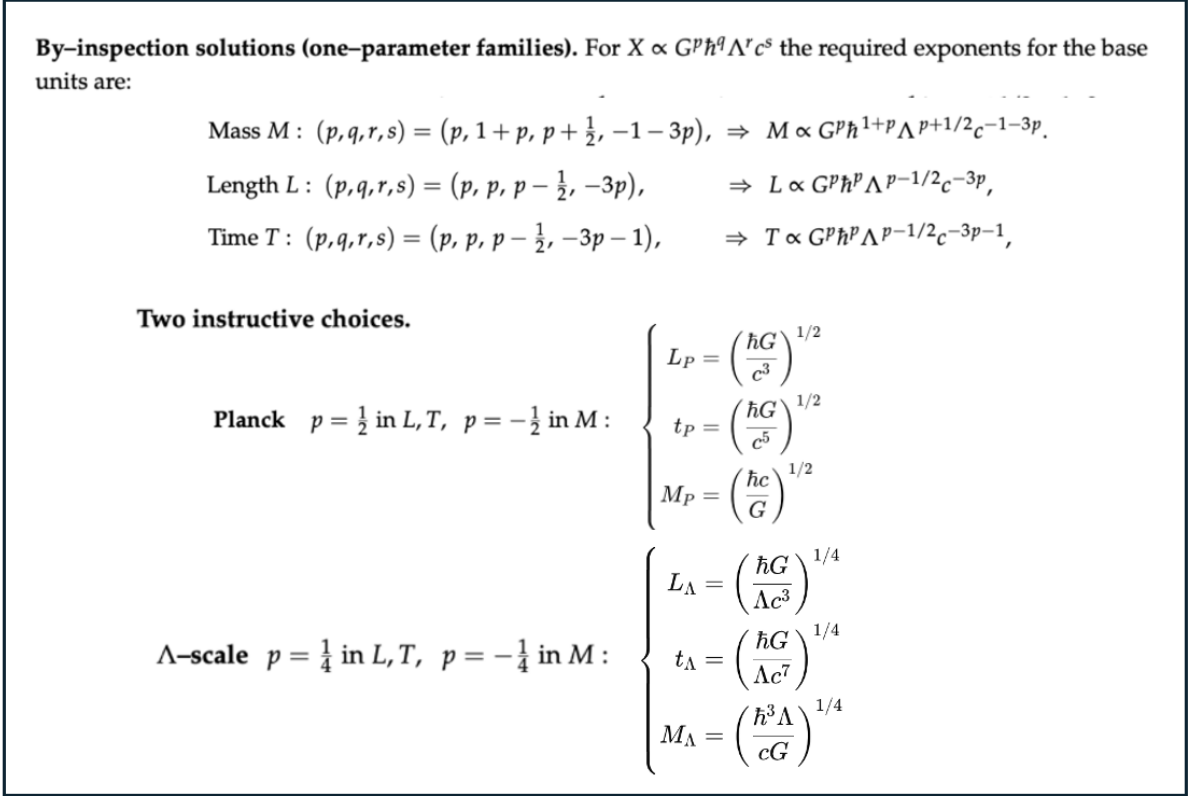 By–inspection solutions (one–parameter families). For X ∝ GᵖħᑫΛʳcˢ the required exponents for the base
units are:
Mass M : (p,q,r,s) = (p, 1 + p, p + 1/2, −1 − 3p), ⇒ M ∝ G^p ħ^{1+p} Λ^{p+1/2} c^{−1−3p}.
Length L : (p,q,r,s) = (p, p, p − 1/2, −3p), ⇒ L ∝ G^p ħ^p Λ^{p−1/2} c^{−3p},
Time T : (p,q,r,s) = (p, p, p − 1/2, −3p − 1), ⇒ T ∝ G^p ħ^p Λ^{p−1/2} c^{−3p−1},
Two instructive choices.
L_P = (ħG/c^3)^{1/2}
Planck p = 1/2 in L, T, p = −1/2 in M : t_P = (ħG/c^5)^{1/2}
M_P = (ħc/G)^{1/2}
L_Λ = (ħG/Λc^3)^{1/4}
Λ–scale p = 1/4 in L, T, p = −1/4 in M : t_Λ = (ħG/Λc^7)^{1/4}
M_Λ = (ħ^3Λ/cG)^{1/4}